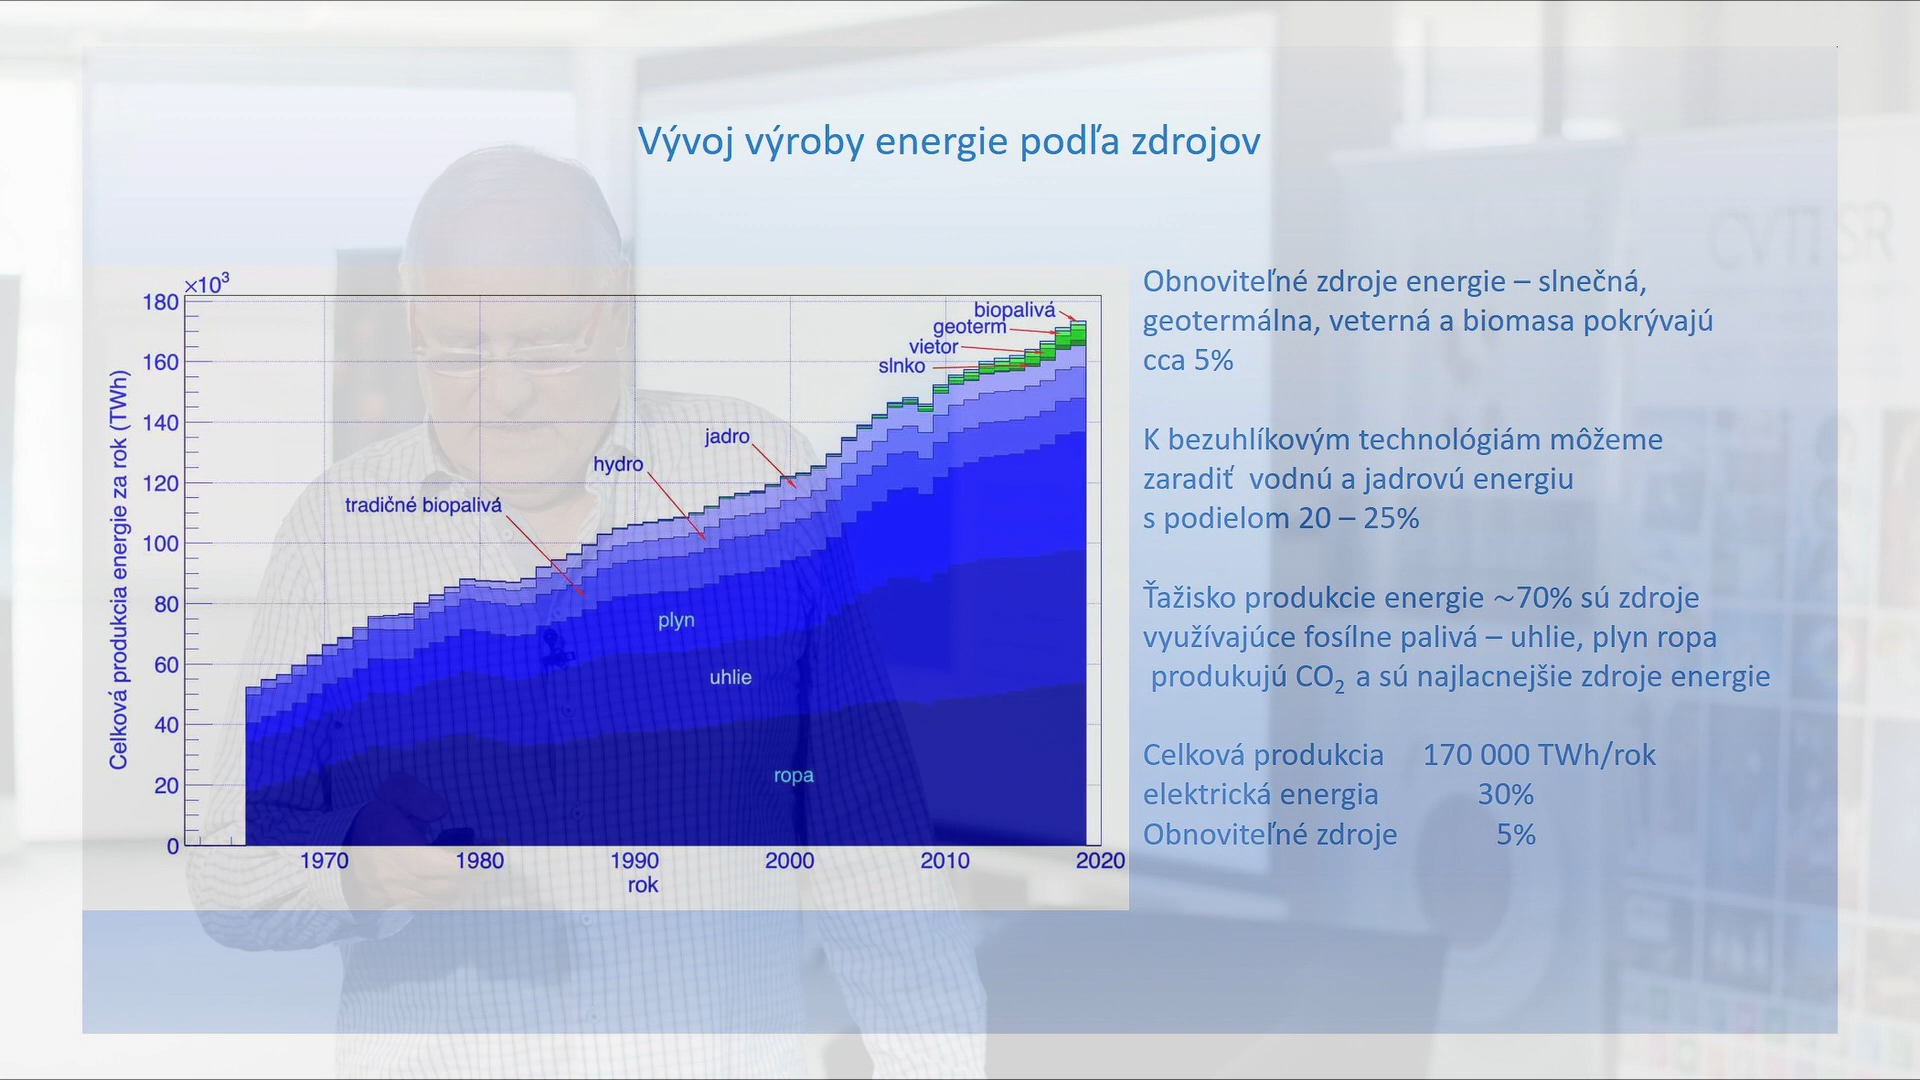 Vývoj výroby energie podľa zdrojov
×10³
180
160
140
120
100
80
60
40
20
0
Celková produkcia energie za rok (TWh)
biopalivá
geoterm
vietor
slnko
jadro
hydro
tradičné biopalivá
plyn
uhlie
ropa
1970 1980 1990 2000 2010 2020
rok
Obnoviteľné zdroje energie – slnečná,
geotermálna, veterná a biomasa pokrývajú
cca 5%
K bezuhlíkovým technológiám môžeme
zaradiť vodnú a jadrovú energiu
s podielom 20 – 25%
Ťažisko produkcie energie ~70% sú zdroje
využívajúce fosílne palivá – uhlie, plyn ropa
produkujú CO₂ a sú najlacnejšie zdroje energie
Celková produkcia 170 000 TWh/rok
elektrická energia 30%
Obnoviteľné zdroje 5%
CVTI SR